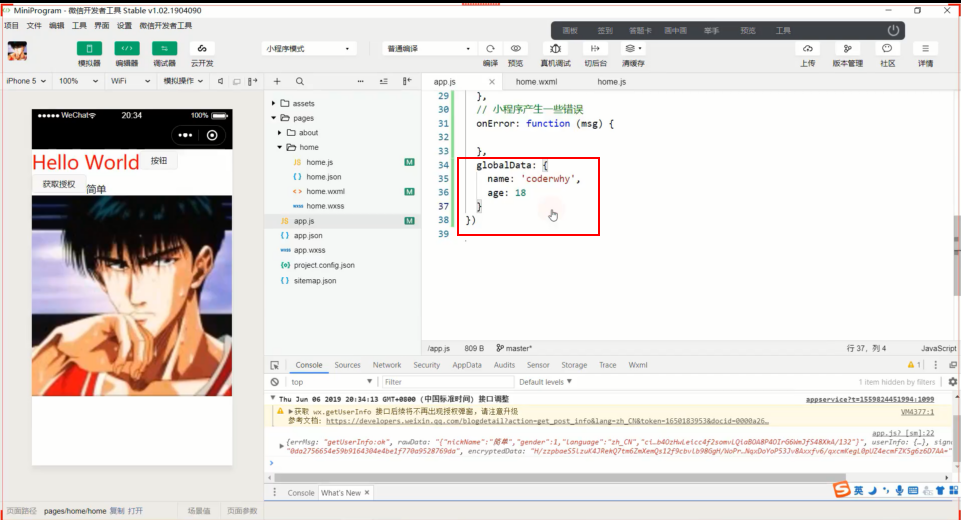 MiniProgram - 微信开发者工具 Stable v1.02.1904090
项目 文件 编辑 工具 界面 设置 微信开发者工具
画板 签到 答题卡 画中画 举手 预览 工具
小程序模式 普通编译
模拟器 编辑器 调试器 云开发 编译 预览 真机调试 切后台 清缓存 上传 版本管理 社区 详情
iPhone 5 100% WiFi 模拟操作
app.js × home.wxml home.js
WeChat 20:34 100%
Hello World 按钮
获取授权 简单
assets
pages
about
home
home.js M
home.json
home.wxml M
home.wxss
app.js M
app.json
app.wxss
project.config.json
sitemap.json
29 },
30 // 小程序产生一些错误
31 onError: function (msg) {
32
33 },
34 globalData: {
35 name: 'coderwhy',
36 age: 18
37 }
38 })
39
/app.js 809 B master* 行 37, 列 4 JavaScript
Console Sources Network Security AppData Audits Sensor Storage Trace Wxml 1
top Filter Default levels 1 item hidden by filters
Thu Jun 06 2019 20:34:13 GMT+0800 (中国标准时间) 接口调整 appservice?t=1559824451994:1099
获取 wx.getUserInfo 接口后续将不再出现授权弹窗，请注意升级 VM4377:1
参考文档: https://developers.weixin.qq.com/blogdetail?action=get_post_info&lang=zh_CN&token=1650183953&docid=0000a26…
app.js? [sm]:22
{errMsg: "getUserInfo:ok", rawData: "{"nickName":"简单","gender":1,"language":"zh_CN","ci…
Console What's New ×
英
页面路径 pages/home/home 复制 打开 场景值 页面参数